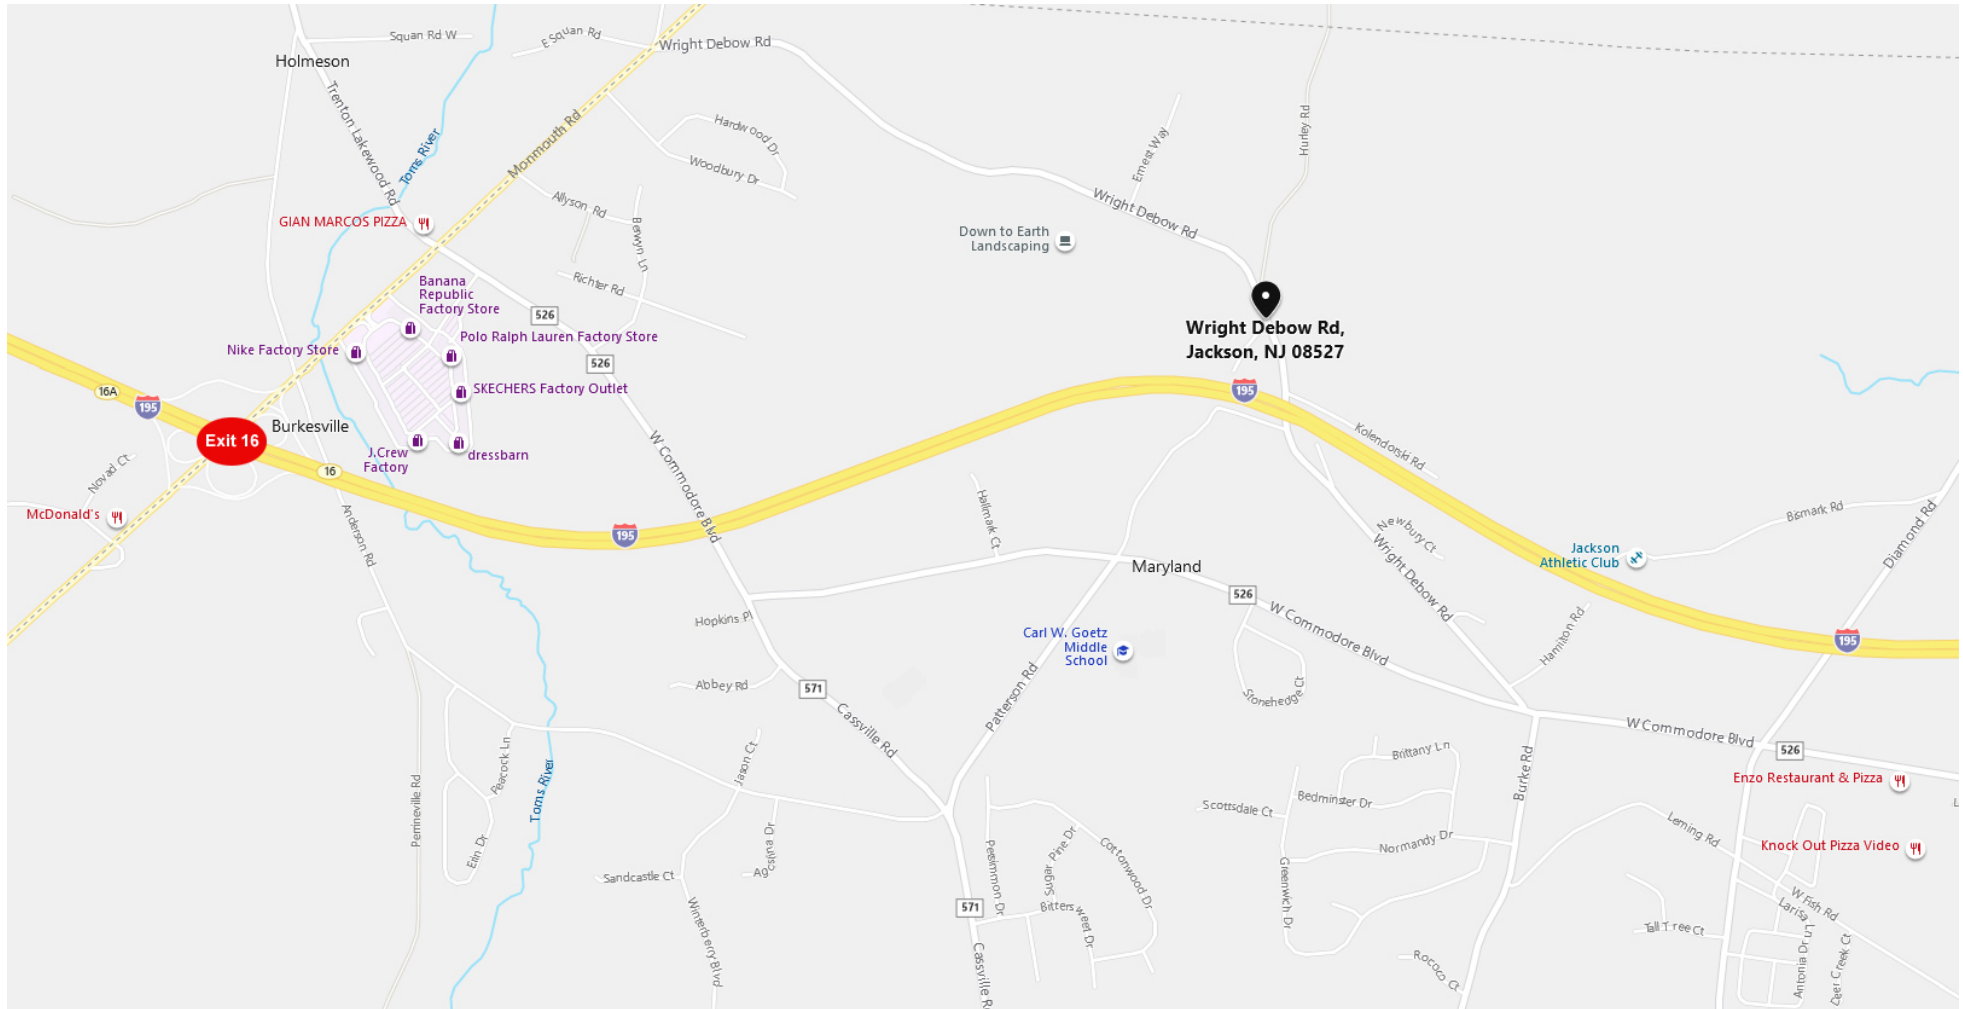 Squan Rd W
E Squan Rd
Wright Debow Rd
Holmeson
Trenton Lakewood Rd
Toms River
Monmouth Rd
Hardwood Dr
Woodbury Dr
Hurley Rd
Ernest Way
Allyson Rd
Berwyn Ln
Wright Debow Rd
GIAN MARCOS PIZZA
Down to Earth
Landscaping
Richter Rd
Banana
Republic
Factory Store
526
Wright Debow Rd,
Jackson, NJ 08527
Polo Ralph Lauren Factory Store
Nike Factory Store
526
SKECHERS Factory Outlet
16A
195
195
Exit 16
Burkesville
J.Crew
Factory
dressbarn
W Commodore Blvd
Kolendorski Rd
16
Novad Ct
McDonald's
Anderson Rd
195
Hallmark Ct
Newbury Ct
Wright Debow Rd
Bismark Rd
Diamond Rd
Jackson
Athletic Club
Maryland
526
W Commodore Blvd
Hopkins Pl
Carl W. Goetz
Middle
School
Hamilton Rd
195
Abbey Rd
571
Cassville Rd
Patterson Rd
Stonehedge Ct
W Commodore Blvd
526
Peacock Ln
Jason Ct
Toms River
Perrineville Rd
Brittany Ln
Burke Rd
Enzo Restaurant & Pizza
Bedminster Dr
Scottsdale Ct
Leming Rd
Erin Dr
Agossiua Dr
Persimmon Dr
Sugar Pine Dr
Cottonwood Dr
Normandy Dr
Knock Out Pizza Video
Sandcastle Ct
Greenwich Dr
W Fish Rd
Larisa Ln
571
Bittersweet Dr
Winterberry Blvd
Tall Tree Ct
Antonia Dr
Deer Creek Ct
Rococo Ct
Cassville R